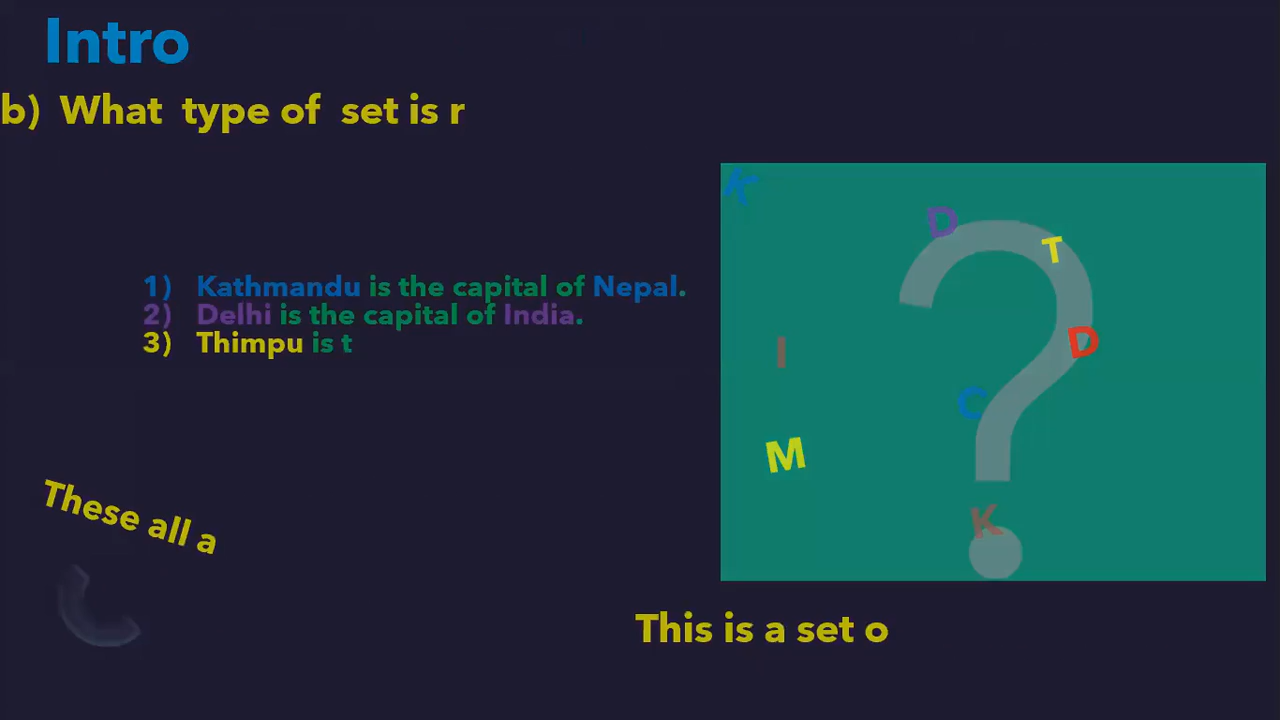 Intro
b) What type of set is r
1) Kathmandu is the capital of Nepal.
2) Delhi is the capital of India.
3) Thimpu is t
K
D
T
D
I
C
M
K
?
These all a
This is a set o